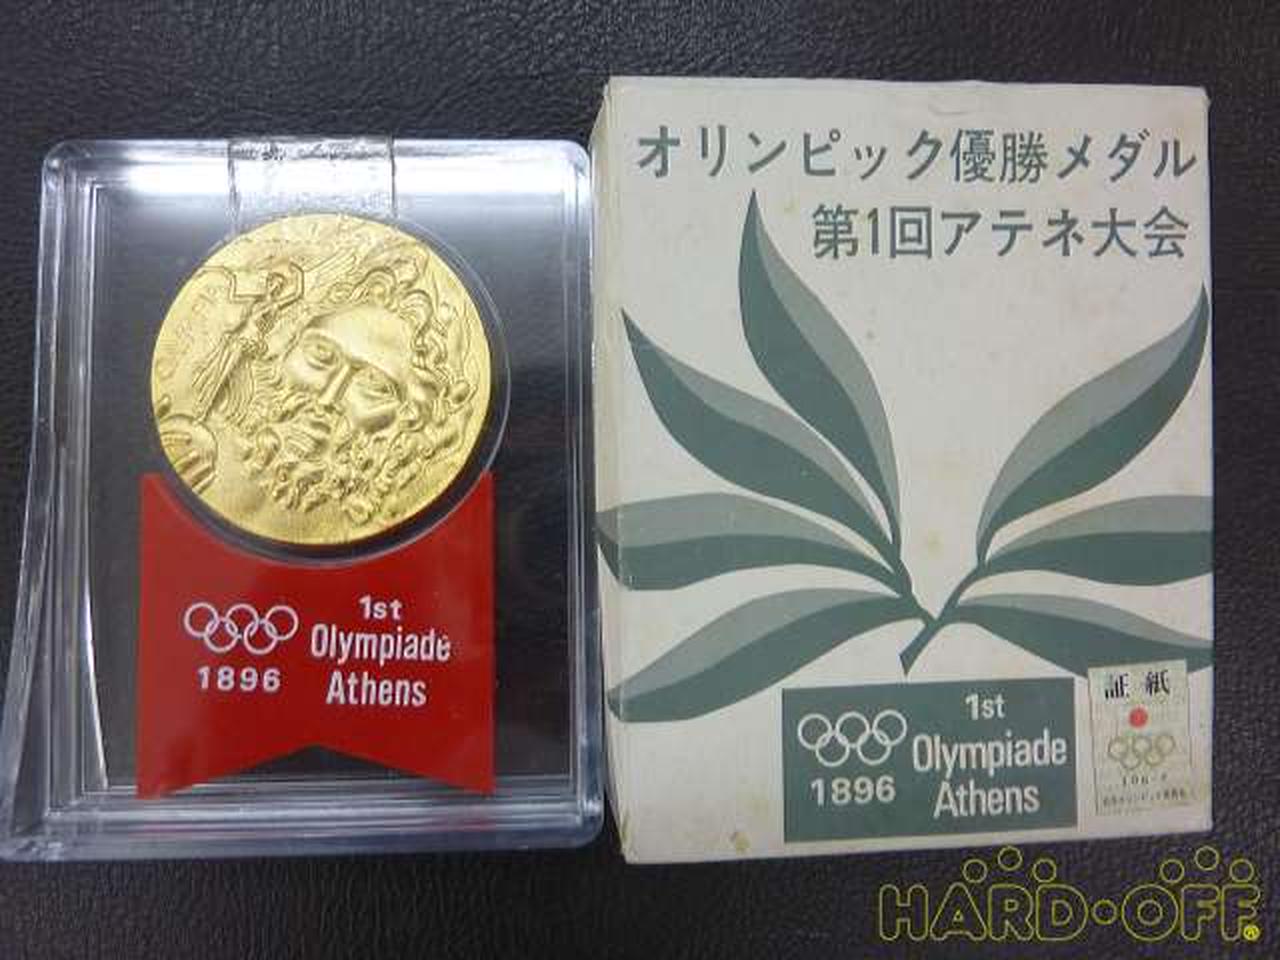 1st
Olympiade
Athens
1896
オリンピック優勝メダル
第1回アテネ大会
1st
Olympiade
Athens
1896
証紙
HARD·OFF